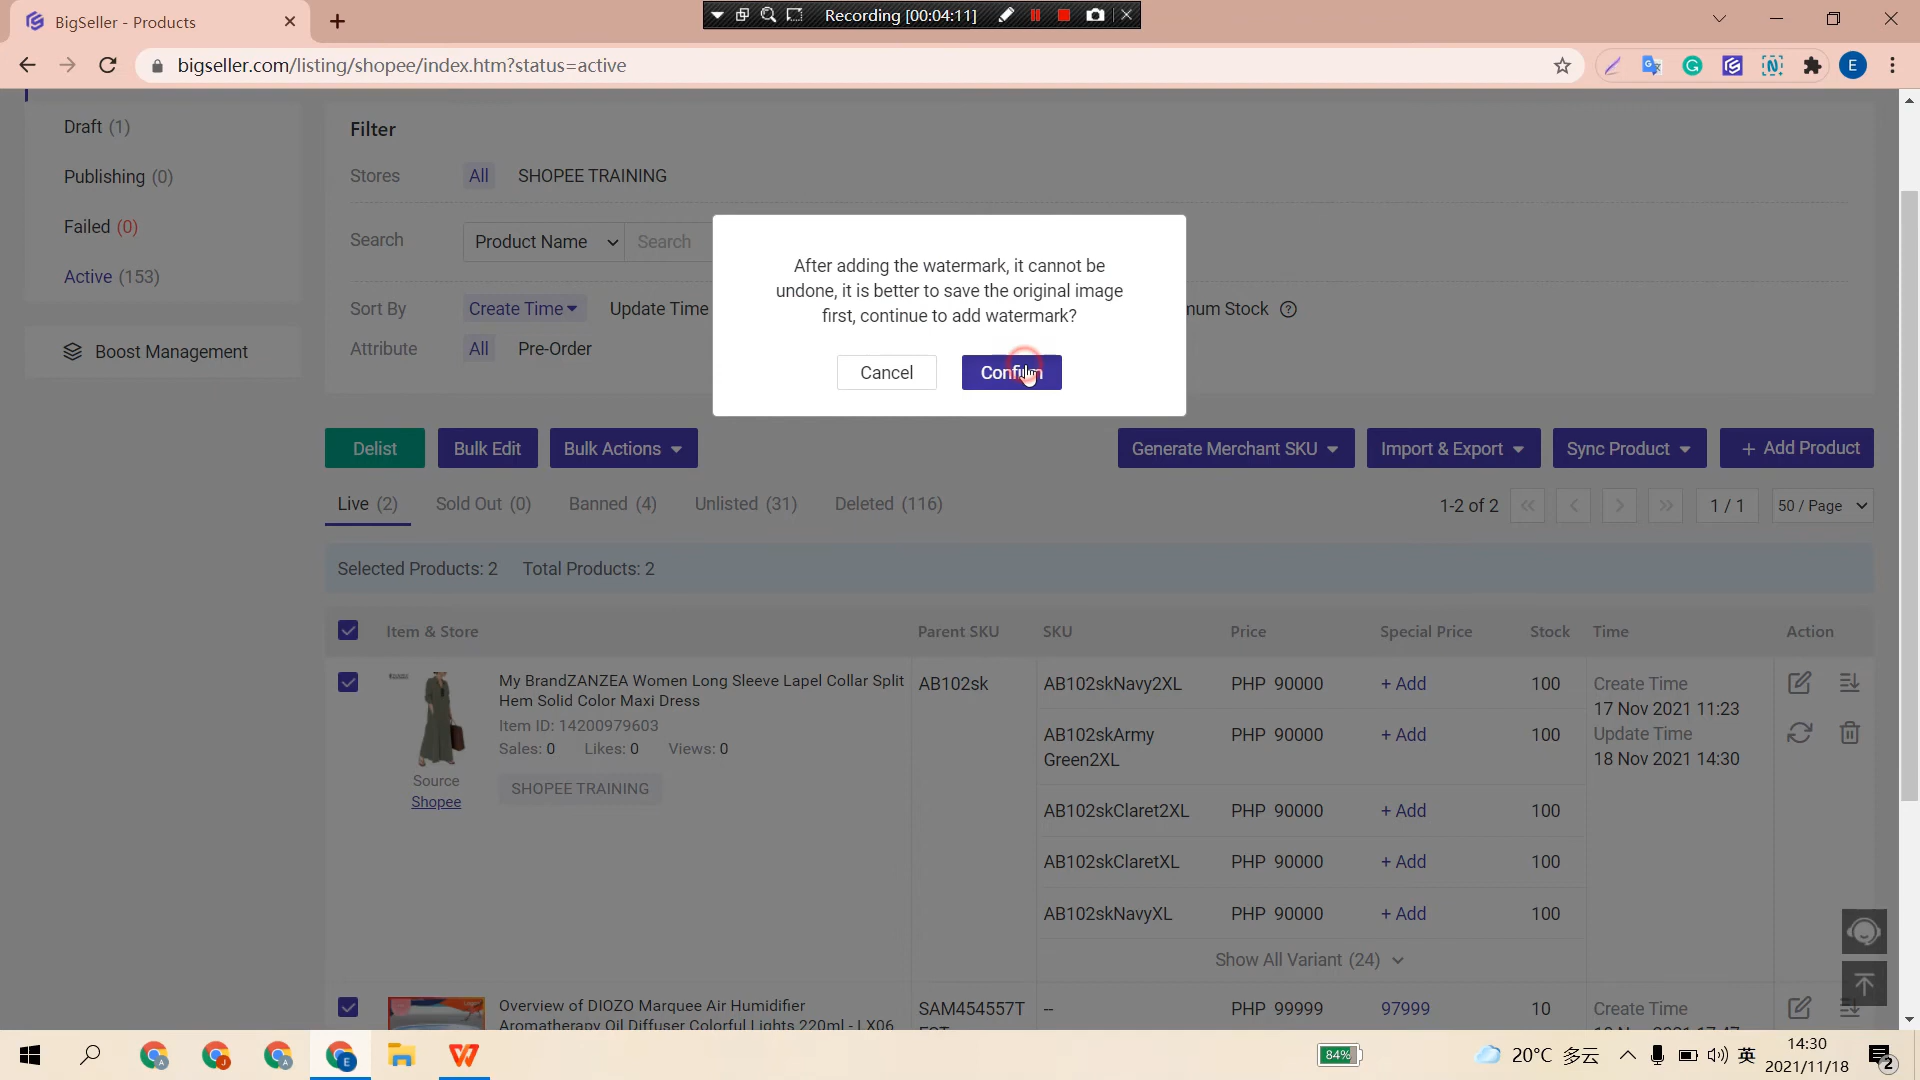 BigSeller - Products
Recording [00:04:11]
bigseller.com/listing/shopee/index.htm?status=active
E
Draft (1)
Publishing (0)
Failed (0)
Active (153)
Boost Management
Filter
Stores All SHOPEE TRAINING
Search Product Name Search
Sort By Create Time Update Time num Stock ?
Attribute All Pre-Order
After adding the watermark, it cannot be
undone, it is better to save the original image
first, continue to add watermark?
Cancel Confirm
Delist Bulk Edit Bulk Actions Generate Merchant SKU Import & Export Sync Product + Add Product
Live (2) Sold Out (0) Banned (4) Unlisted (31) Deleted (116) 1-2 of 2 1 / 1 50 / Page
Selected Products: 2 Total Products: 2
Item & Store Parent SKU SKU Price Special Price Stock Time Action
My BrandZANZEA Women Long Sleeve Lapel Collar Split
Hem Solid Color Maxi Dress
Item ID: 14200979603
Sales: 0 Likes: 0 Views: 0
SHOPEE TRAINING
Source
Shopee
AB102sk
AB102skNavy2XL PHP 90000 + Add 100
AB102skArmy
Green2XL
PHP 90000 + Add 100
AB102skClaret2XL PHP 90000 + Add 100
AB102skClaretXL PHP 90000 + Add 100
AB102skNavyXL PHP 90000 + Add 100
Create Time
17 Nov 2021 11:23
Update Time
18 Nov 2021 14:30
Show All Variant (24)
Overview of DIOZO Marquee Air Humidifier
Aromatherapy Oil Diffuser Colorful Lights 220ml - LX06
SAM454557T
-- PHP 99999 97999 10 Create Time
84%
20°C 多云
英
14:30
2021/11/18
2